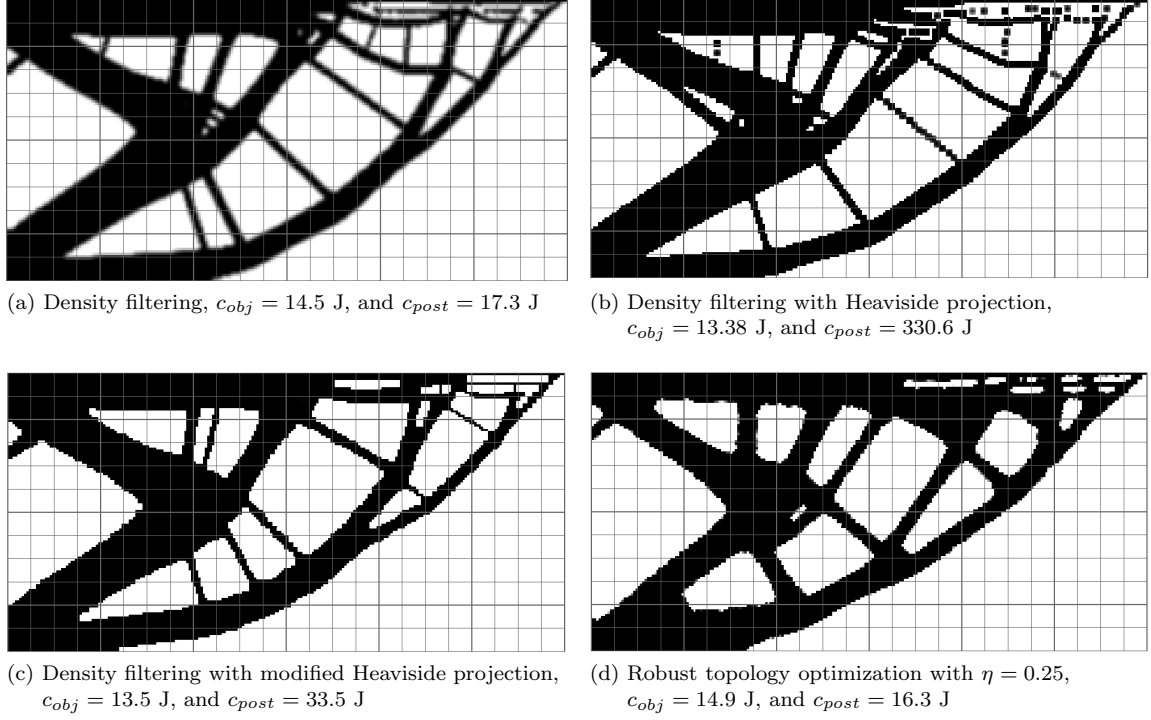 (a) Density filtering, c_obj = 14.5 J, and c_post = 17.3 J
(b) Density filtering with Heaviside projection,
c_obj = 13.38 J, and c_post = 330.6 J
(c) Density filtering with modified Heaviside projection,
c_obj = 13.5 J, and c_post = 33.5 J
(d) Robust topology optimization with η = 0.25,
c_obj = 14.9 J, and c_post = 16.3 J